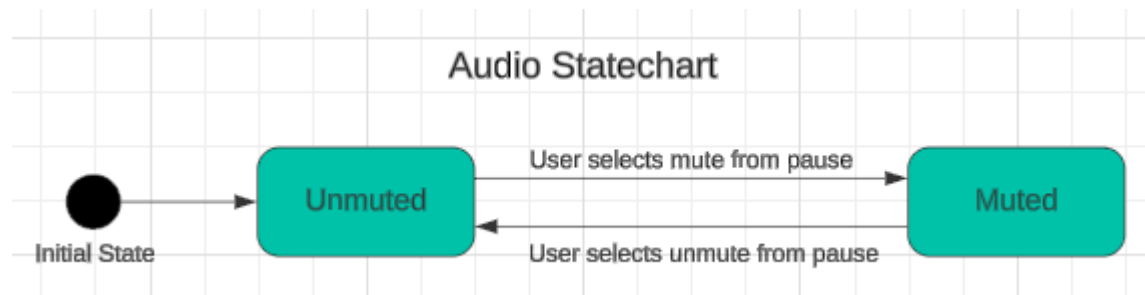 Audio Statechart
User selects mute from pause
Unmuted
Muted
Initial State
User selects unmute from pause